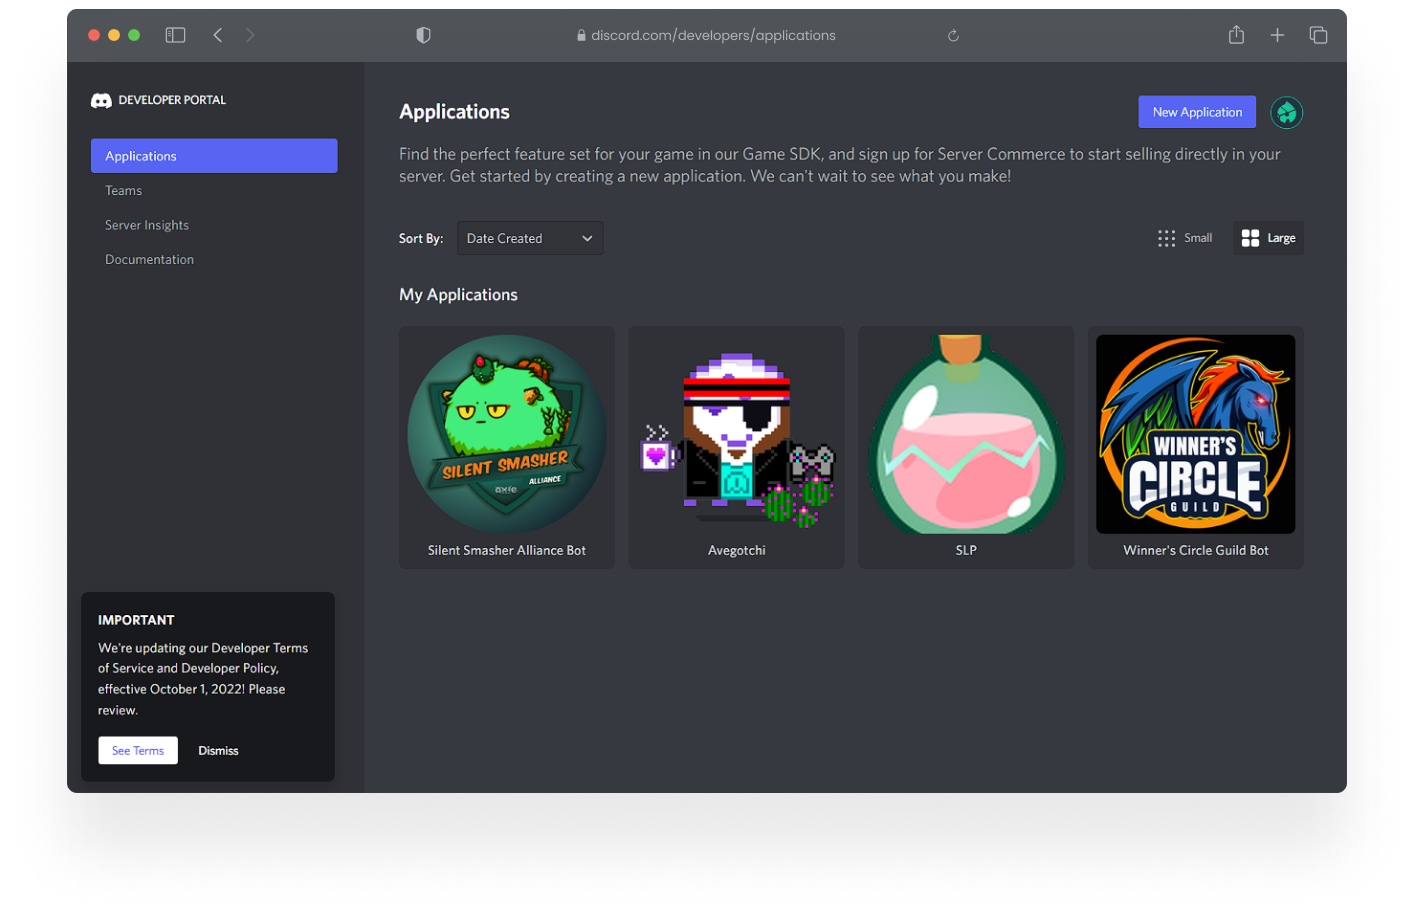 discord.com/developers/applications
DEVELOPER PORTAL
Applications
Teams
Server Insights
Documentation
Applications
New Application
Find the perfect feature set for your game in our Game SDK, and sign up for Server Commerce to start selling directly in your
server. Get started by creating a new application. We can't wait to see what you make!
Sort By:
Date Created
Small
Large
My Applications
SILENT SMASHER
ALLIANCE
axie
Silent Smasher Alliance Bot
Avegotchi
SLP
WINNER'S
CIRCLE
GUILD
Winner's Circle Guild Bot
IMPORTANT
We're updating our Developer Terms
of Service and Developer Policy,
effective October 1, 2022! Please
review.
See Terms
Dismiss